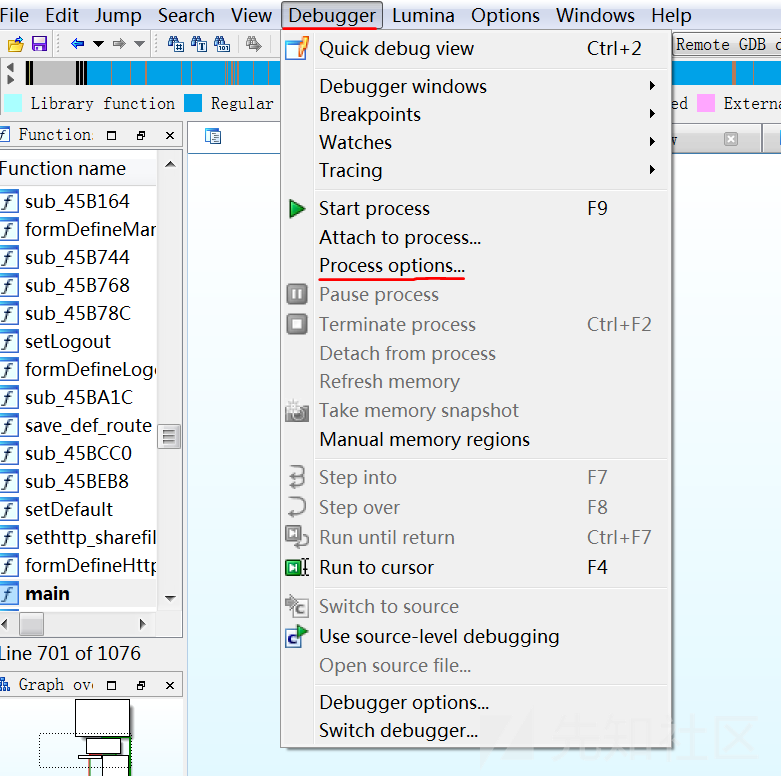 File Edit Jump Search View Debugger Lumina Options Windows Help
Remote GDB d
Library function Regular
ed Externa
Function
Function name
sub_45B164
formDefineMar
sub_45B744
sub_45B768
sub_45B78C
setLogout
formDefineLog
sub_45BA1C
save_def_route
sub_45BCC0
sub_45BEB8
setDefault
sethttp_sharefil
formDefineHttp
main
Line 701 of 1076
Graph ove
Quick debug view Ctrl+2
Debugger windows
Breakpoints
Watches
Tracing
Start process F9
Attach to process...
Process options...
Pause process
Terminate process Ctrl+F2
Detach from process
Refresh memory
Take memory snapshot
Manual memory regions
Step into F7
Step over F8
Run until return Ctrl+F7
Run to cursor F4
Switch to source
Use source-level debugging
Open source file...
Debugger options...
Switch debugger...
先知社区